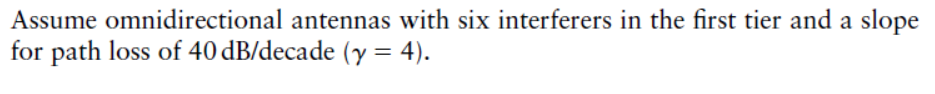 Assume omnidirectional antennas with six interferers in the first tier and a slope
for path loss of 40 dB/decade (γ = 4).